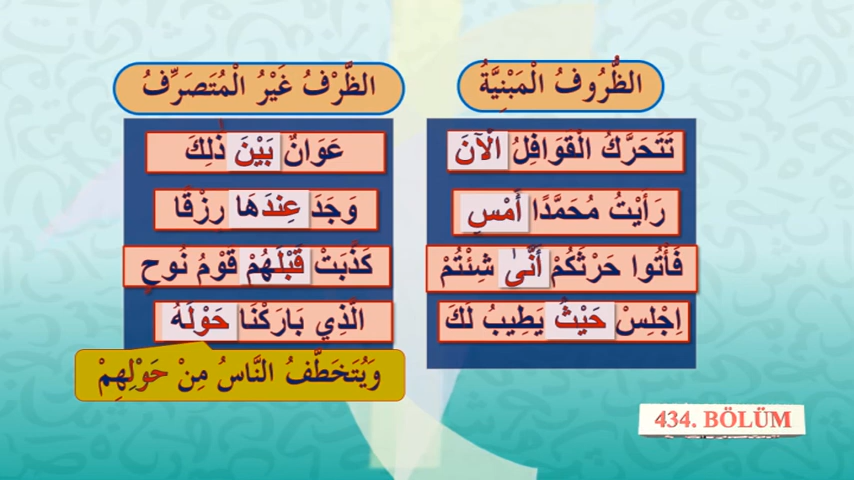 الظُّرُوفُ الْمَبْنِيَّةُ
تَتَحَرَّكُ الْقَوَافِلُ الْآنَ
رَأَيْتُ مُحَمَّدًا أَمْسِ
فَأْتُوا حَرْثَكُمْ أَنَّىٰ شِئْتُمْ
اِجْلِسْ حَيْثُ يَطِيبُ لَكَ
الظَّرْفُ غَيْرُ الْمُتَصَرِّفُ
عَوَانٌ بَيْنَ ذٰلِكَ
وَجَدَ عِندَهَا رِزْقًا
كَذَّبَتْ قَبْلَهُمْ قَوْمُ نُوحٍ
الَّذِي بَارَكْنَا حَوْلَهُ
وَيُتَخَطَّفُ النَّاسُ مِنْ حَوْلِهِمْ
434. BÖLÜM